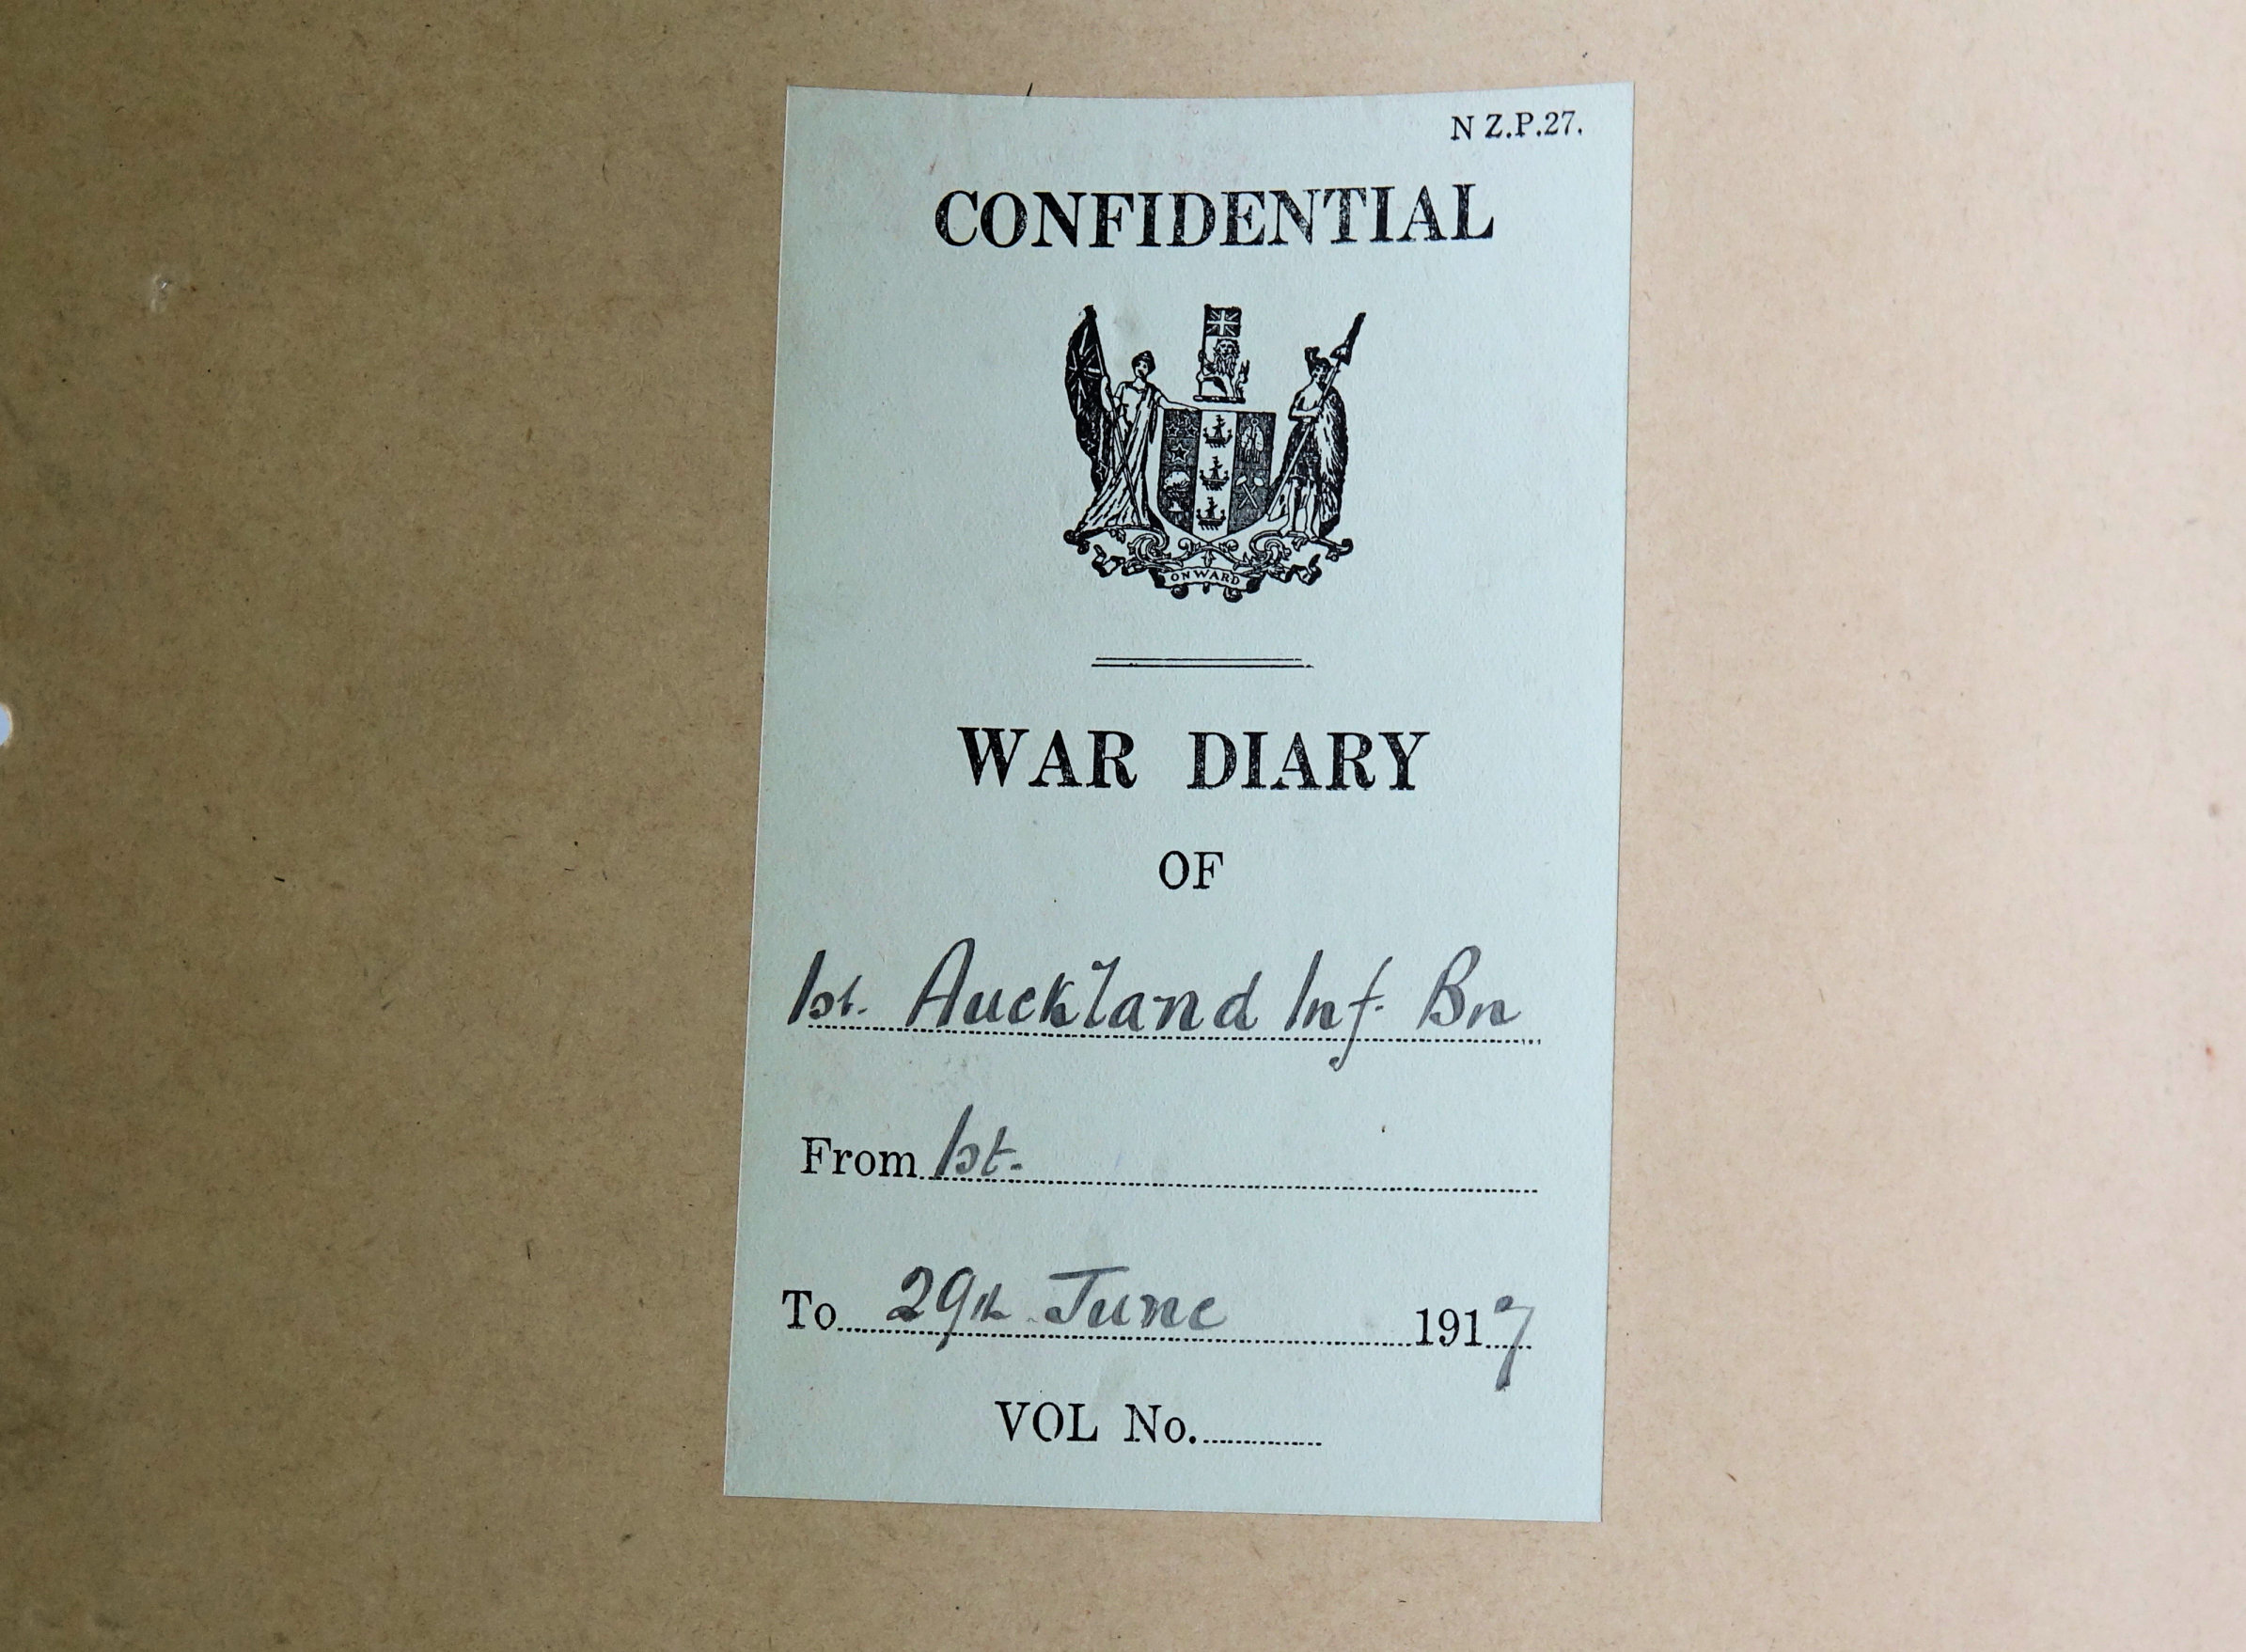 N Z.P.27.
CONFIDENTIAL
ONWARD
WAR DIARY
OF
1st. Auckland Inf. Bn
From 1st.
To 29th June 1917
VOL No.